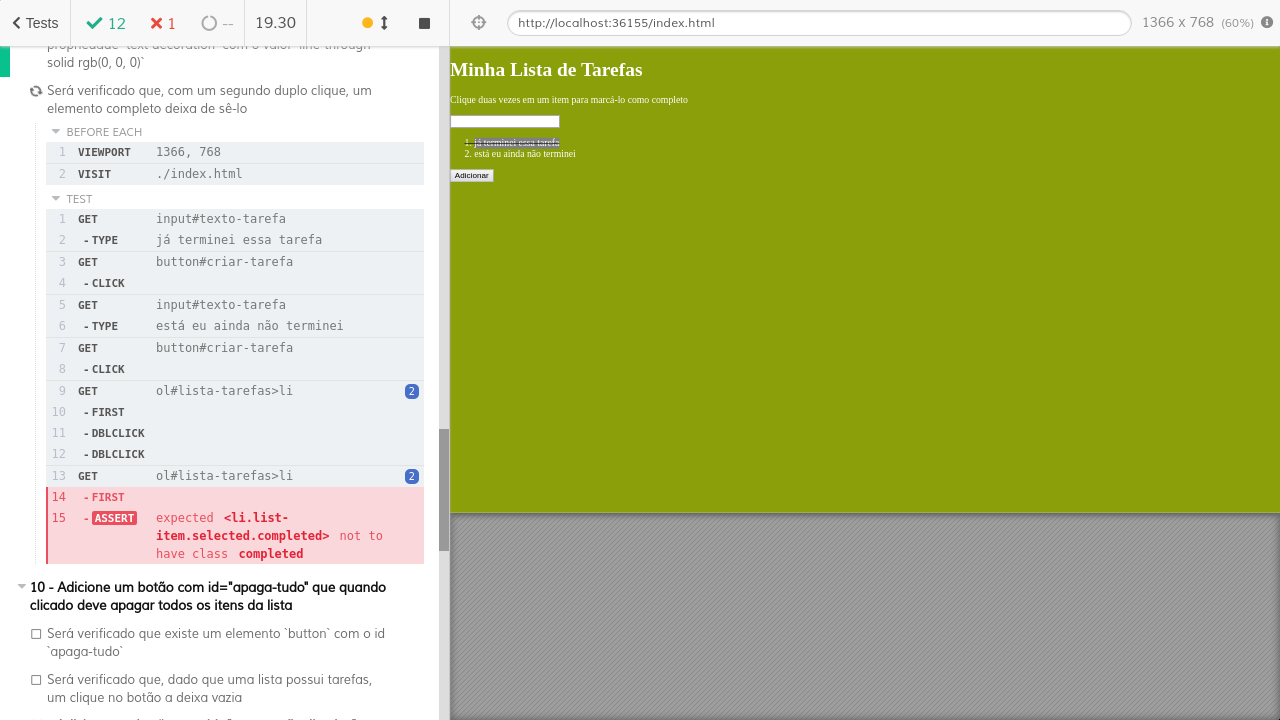 Tests 12 1 -- 19.30 http://localhost:36155/index.html 1366 x 768 (60%)
propriedade `text-decoration` com o valor `line-through
solid rgb(0, 0, 0)`
Será verificado que, com um segundo duplo clique, um
elemento completo deixa de sê-lo
BEFORE EACH
1 VIEWPORT 1366, 768
2 VISIT ./index.html
TEST
1 GET input#texto-tarefa
2 - TYPE já terminei essa tarefa
3 GET button#criar-tarefa
4 - CLICK
5 GET input#texto-tarefa
6 - TYPE está eu ainda não terminei
7 GET button#criar-tarefa
8 - CLICK
9 GET ol#lista-tarefas>li 2
10 - FIRST
11 - DBLCLICK
12 - DBLCLICK
13 GET ol#lista-tarefas>li 2
14 - FIRST
15 - ASSERT expected <li.list-
item.selected.completed> not to
have class completed
10 - Adicione um botão com id="apaga-tudo" que quando
clicado deve apagar todos os itens da lista
Será verificado que existe um elemento `button` com o id
`apaga-tudo`
Será verificado que, dado que uma lista possui tarefas,
um clique no botão a deixa vazia
Minha Lista de Tarefas
Clique duas vezes em um item para marcá-lo como completo
1. já terminei essa tarefa
2. está eu ainda não terminei
Adicionar